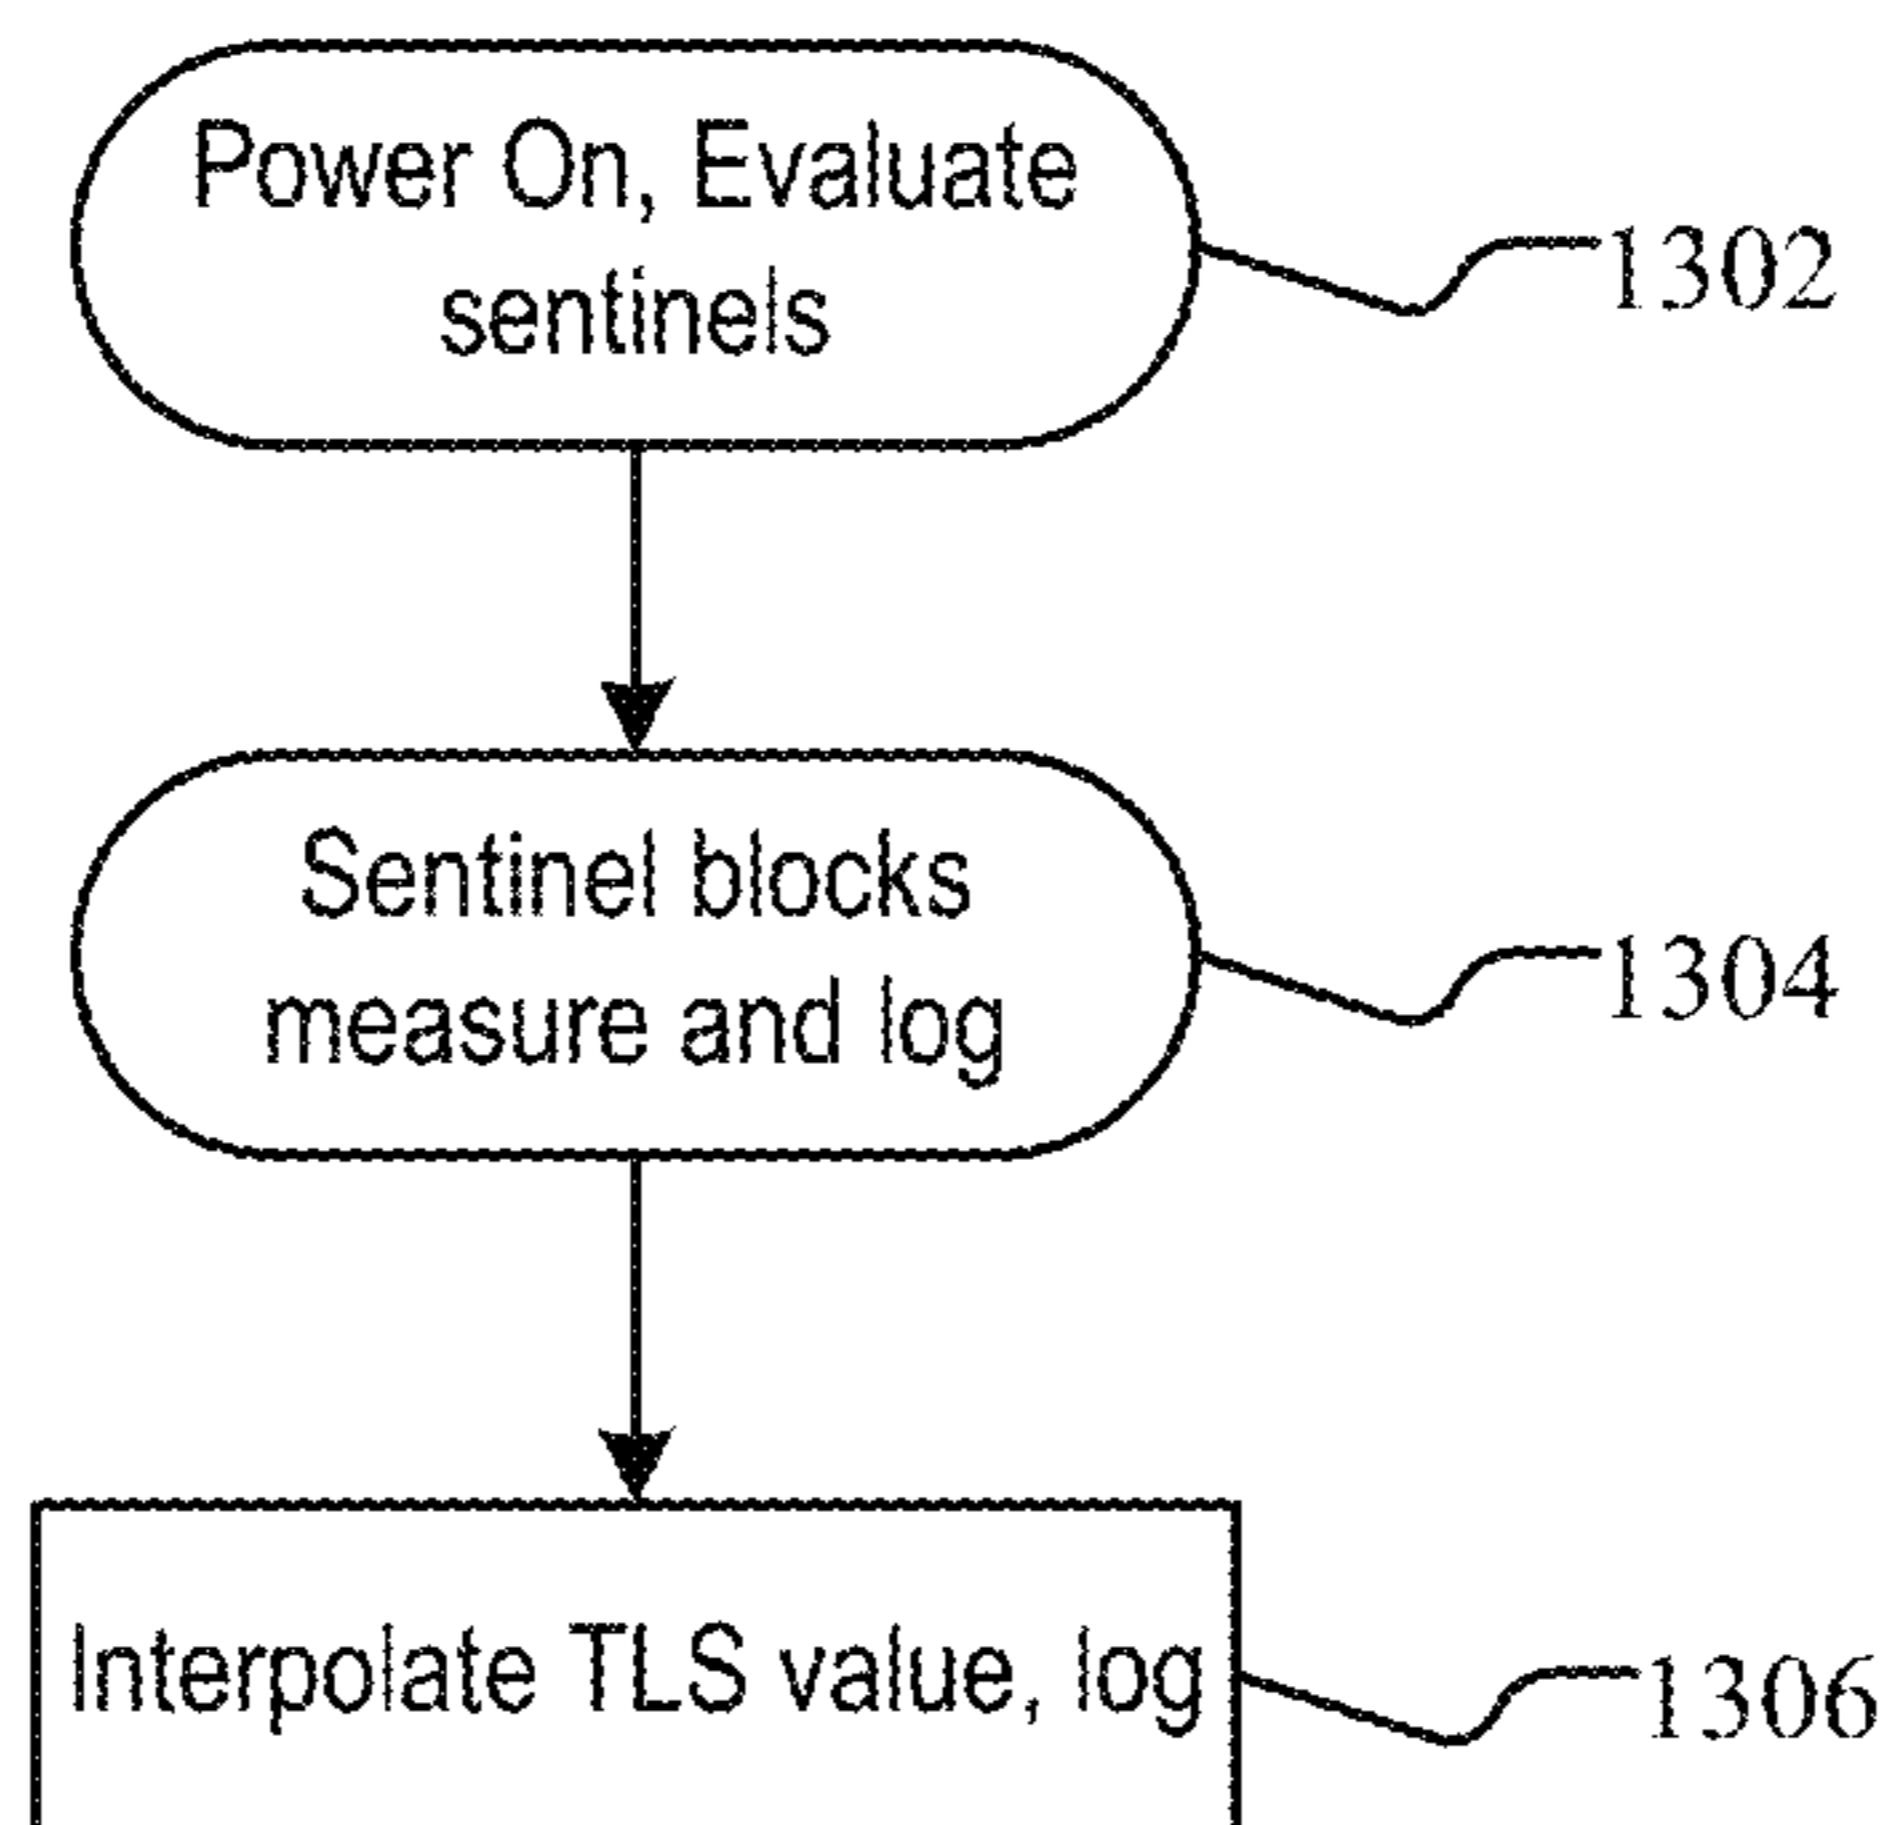 Power On, Evaluate
sentinels
1302
Sentinel blocks
measure and log
1304
Interpolate TLS value, log
1306